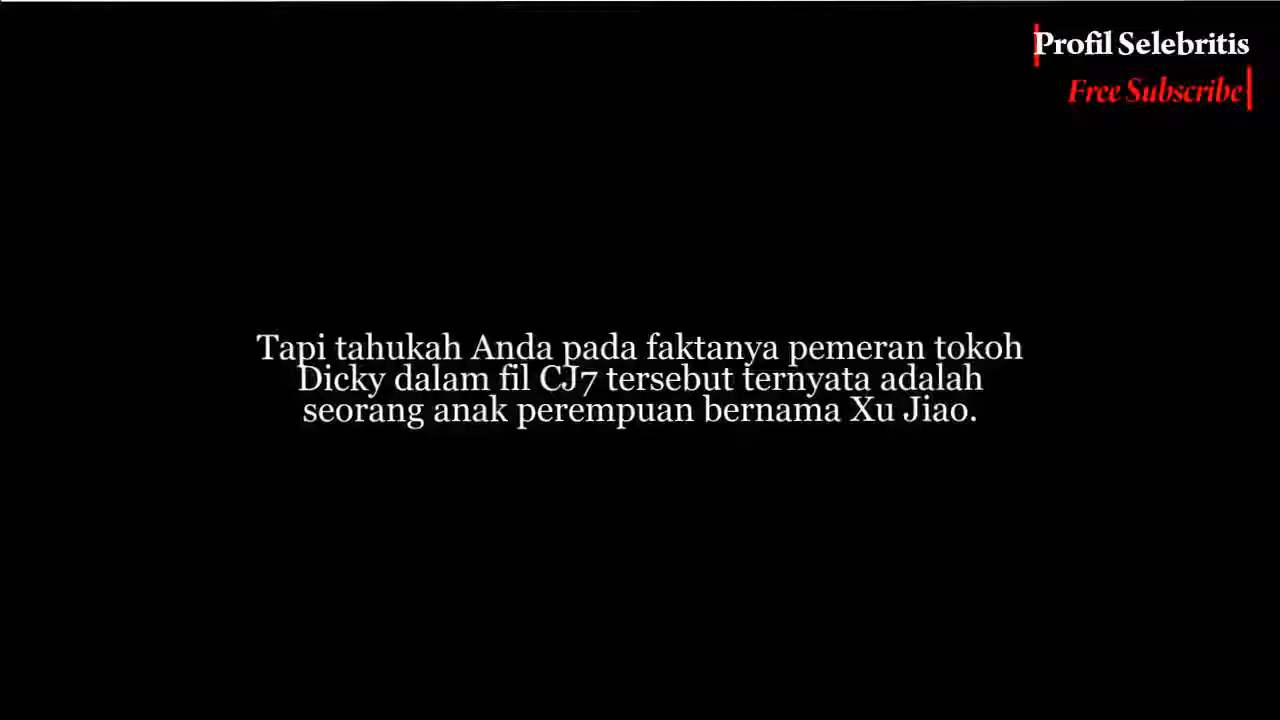 Profil Selebritis
Free Subscribe
Tapi tahukah Anda pada faktanya pemeran tokoh
Dicky dalam fil CJ7 tersebut ternyata adalah
seorang anak perempuan bernama Xu Jiao.